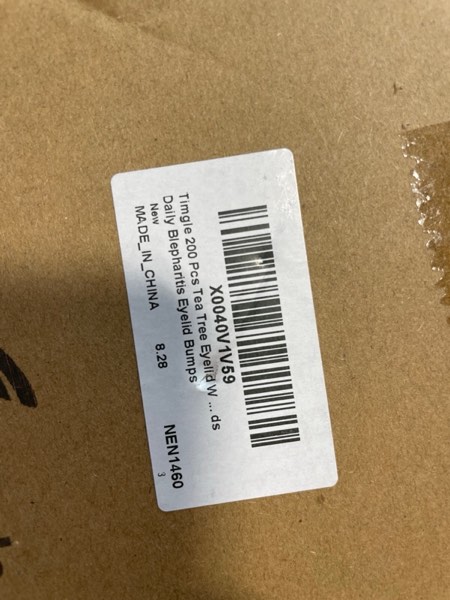 X0040V1V59
Timgle 200 Pcs Tea Tree Eyelid W ... ds
Daily Blepharitis Eyelid Bumps
New
MADE_IN_CHINA 8.28 NEN1460
3